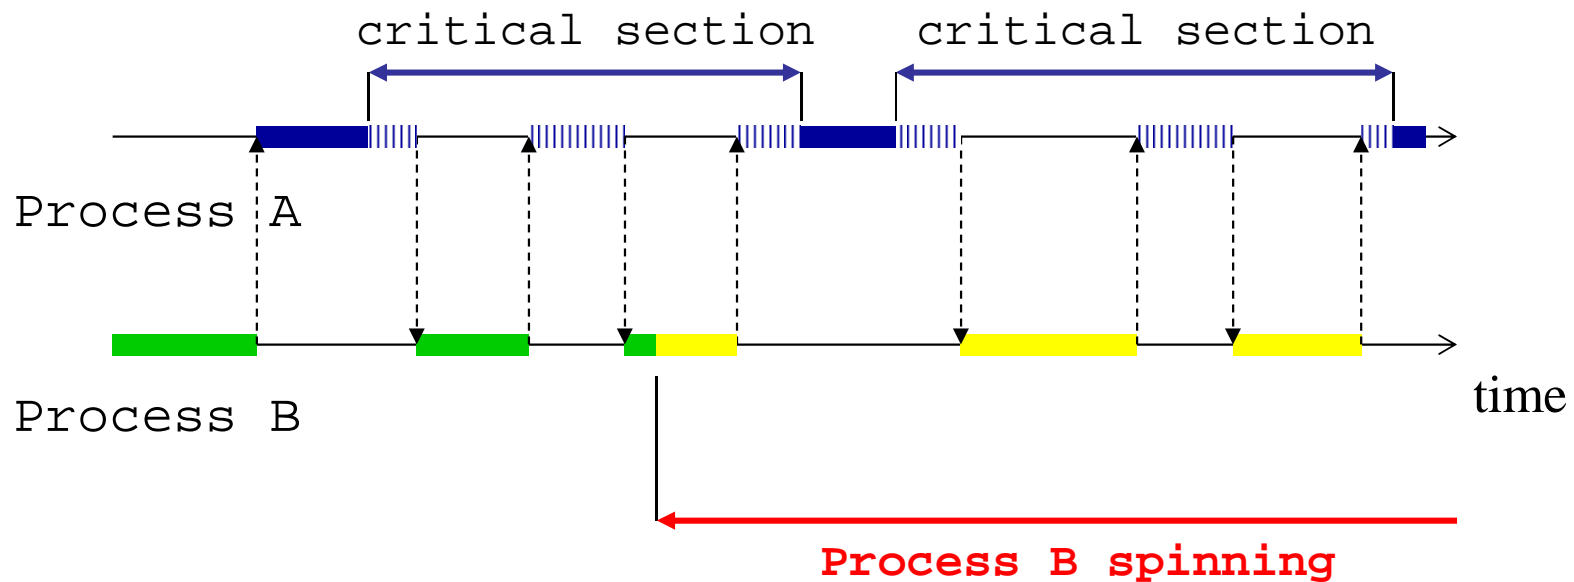 critical section critical section
Process A
Process B
time
Process B spinning